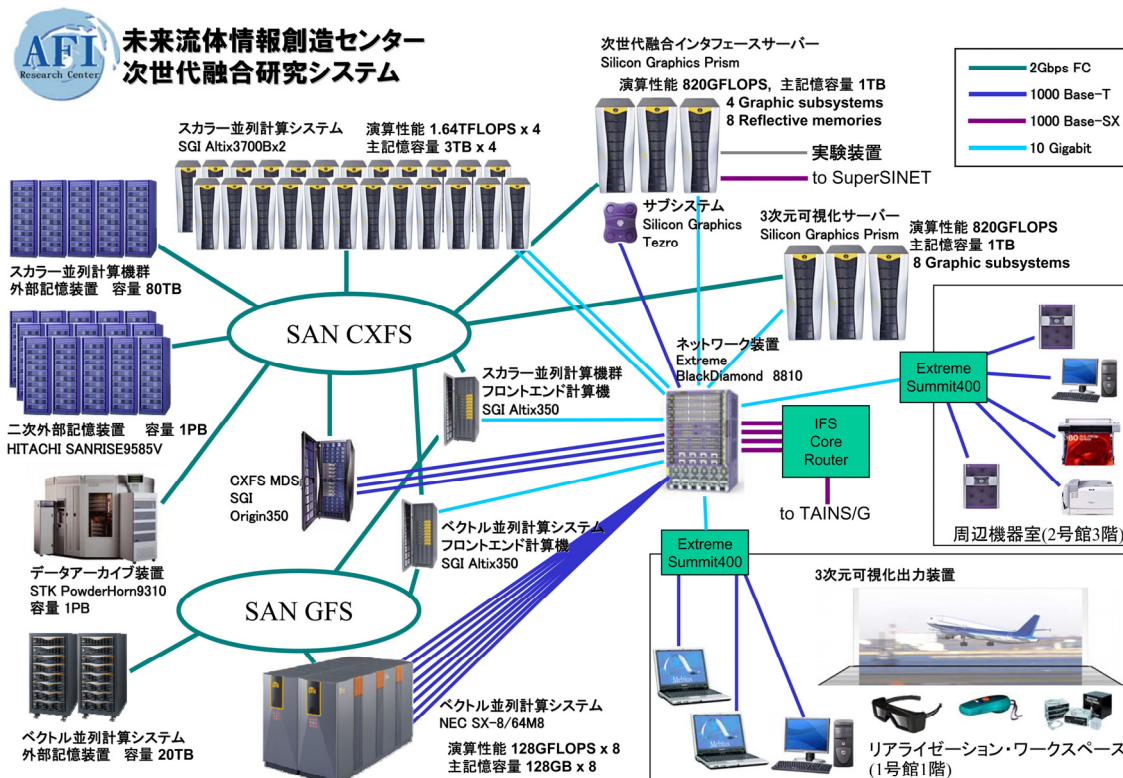 AFI
Research Center
未来流体情報創造センター
次世代融合研究システム
次世代融合インタフェースサーバー
Silicon Graphics Prism
演算性能 820GFLOPS, 主記憶容量 1TB
4 Graphic subsystems
8 Reflective memories
2Gbps FC
1000 Base-T
1000 Base-SX
10 Gigabit
スカラー並列計算システム
SGI Altix3700Bx2
演算性能 1.64TFLOPS x 4
主記憶容量 3TB x 4
実験装置
to SuperSINET
サブシステム
Silicon Graphics
Tezro
3次元可視化サーバー
Silicon Graphics Prism
演算性能 820GFLOPS
主記憶容量 1TB
8 Graphic subsystems
スカラー並列計算機群
外部記憶装置 容量 80TB
SAN CXFS
ネットワーク装置
Extreme
BlackDiamond 8810
Extreme
Summit400
スカラー並列計算機群
フロントエンド計算機
SGI Altix350
二次外部記憶装置 容量 1PB
HITACHI SANRISE9585V
IFS
Core
Router
CXFS MDS
SGI
Origin350
to TAINS/G
周辺機器室(2号館3階)
ベクトル並列計算システム
フロントエンド計算機
SGI Altix350
Extreme
Summit400
データアーカイブ装置
STK PowderHorn9310
容量 1PB
3次元可視化出力装置
SAN GFS
ベクトル並列計算システム
NEC SX-8/64M8
演算性能 128GFLOPS x 8
主記憶容量 128GB x 8
ベクトル並列計算システム
外部記憶装置 容量 20TB
Mebius
Mebius
リアライゼーション・ワークスペース
(1号館1階)